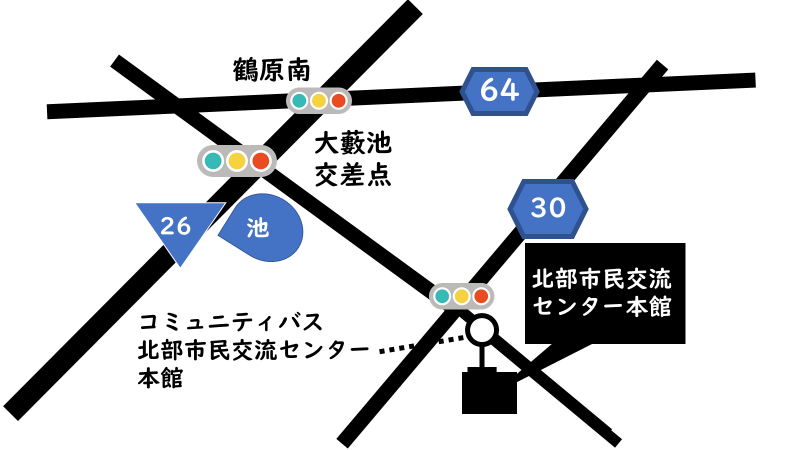 鶴原南
64
大藪池
交差点
26
池
30
北部市民交流
センター本館
コミュニティバス
北部市民交流センター
本館